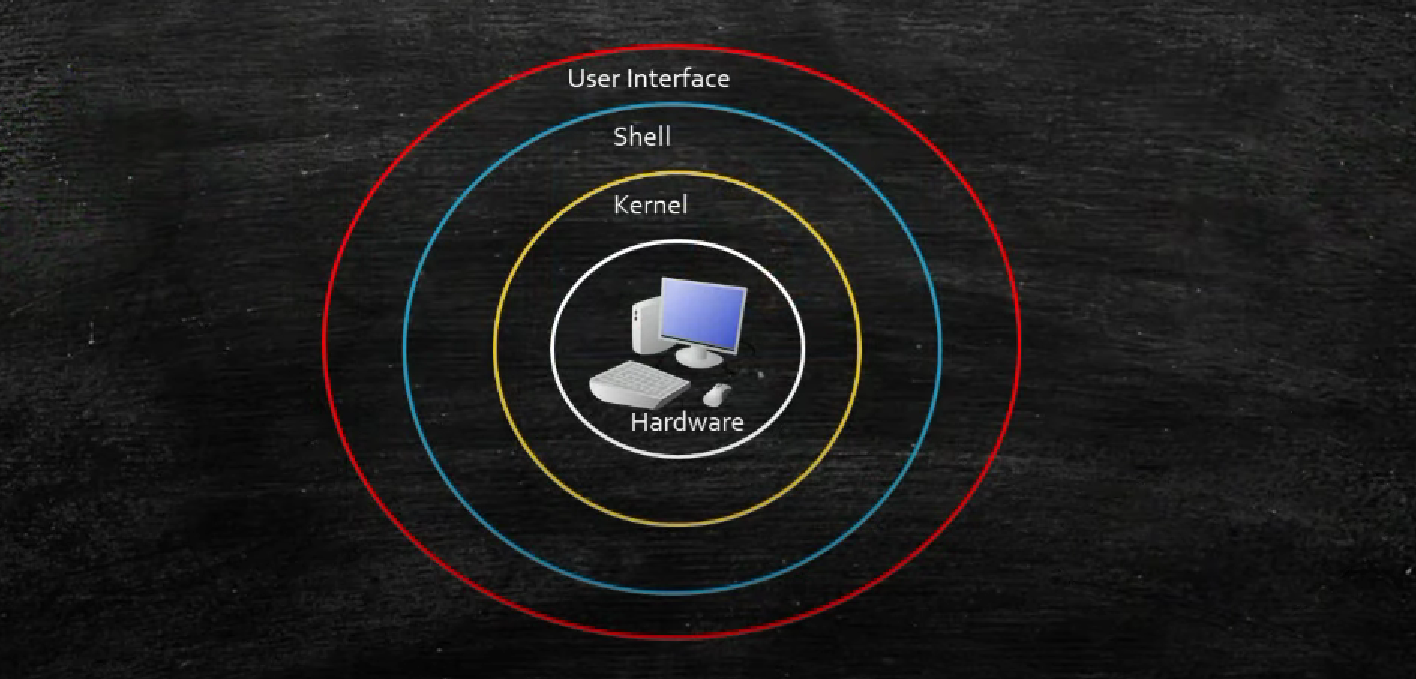 User Interface
Shell
Kernel
Hardware